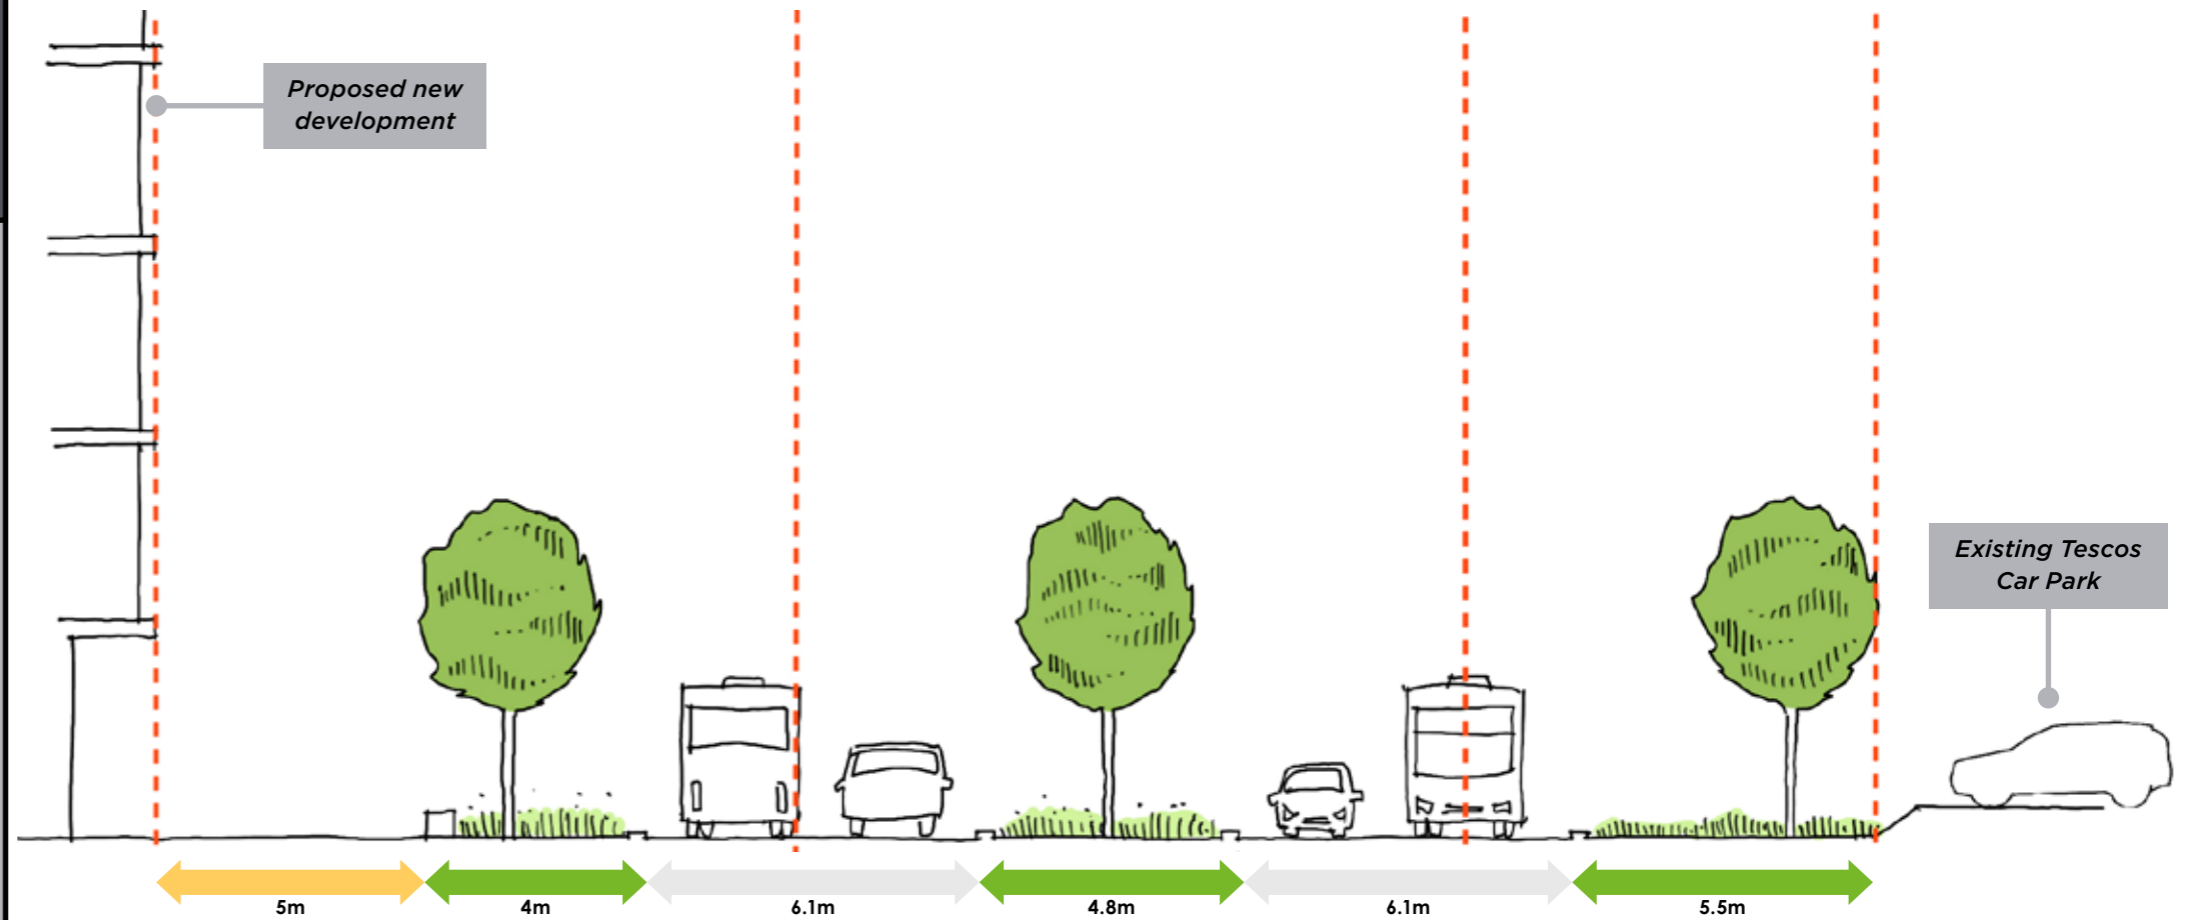 Proposed new
development
Existing Tescos
Car Park
5m
4m
6.1m
4.8m
6.1m
5.5m